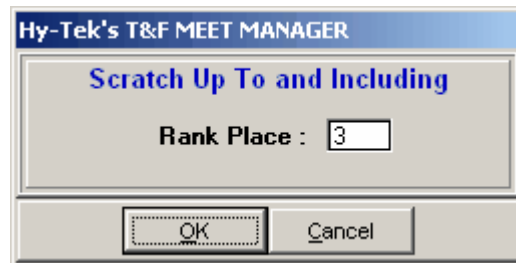 Hy-Tek's T&F MEET MANAGER
Scratch Up To and Including
Rank Place : 3
OK Cancel